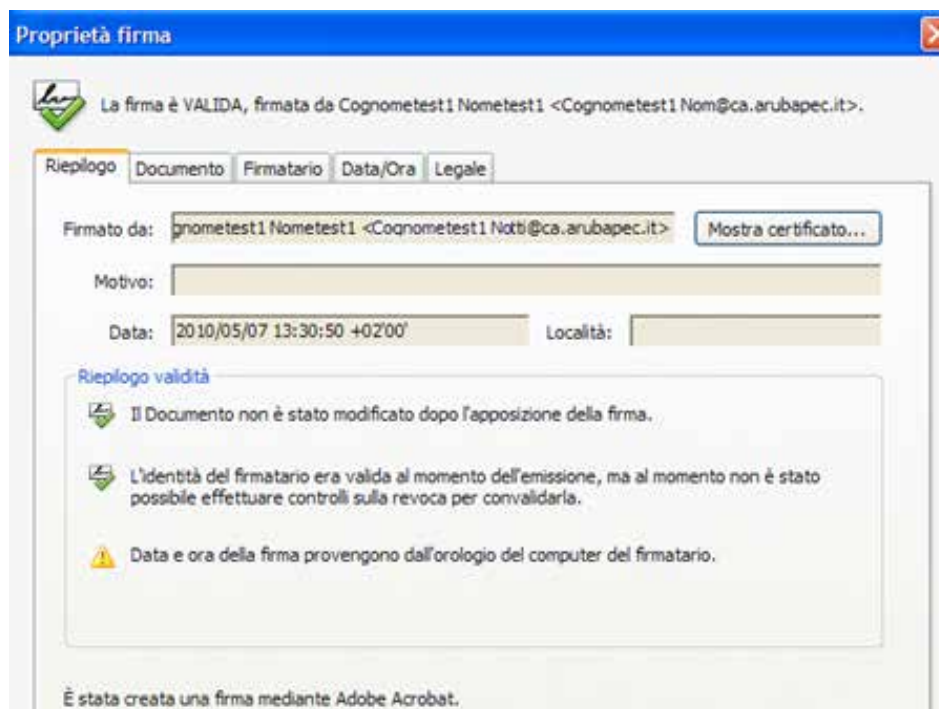 Proprietà firma
La firma è VALIDA, firmata da Cognometest1 Nometest1 <Cognometest1 Nom@ca.arubapec.it>.
Riepilogo Documento Firmatario Data/Ora Legale
Firmato da: gnometest1 Nometest1 <Cognometest1 Notti@ca.arubapec.it> Mostra certificato...
Motivo:
Data: 2010/05/07 13:30:50 +02'00' Località:
Riepilogo validità
Il Documento non è stato modificato dopo l'apposizione della firma.
L'identità del firmatario era valida al momento dell'emissione, ma al momento non è stato
possibile effettuare controlli sulla revoca per convalidarla.
Data e ora della firma provengono dall'orologio del computer del firmatario.
È stata creata una firma mediante Adobe Acrobat.